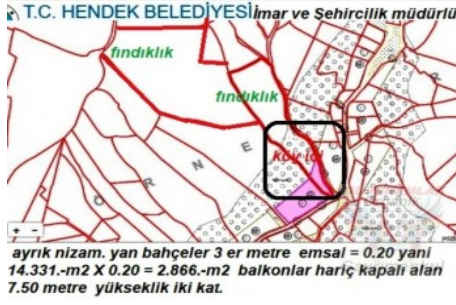 T.C. HENDEK BELEDİYESİ İmar ve Şehircilik müdürlü
fındıklık
fındıklık
köy içi
Ö R N E
ayrık nizam. yan bahçeler 3 er metre emsal = 0.20 yani
14.331.-m2 X 0.20 = 2.866.-m2 balkonlar hariç kapalı alan
7.50 metre yükseklik iki kat.